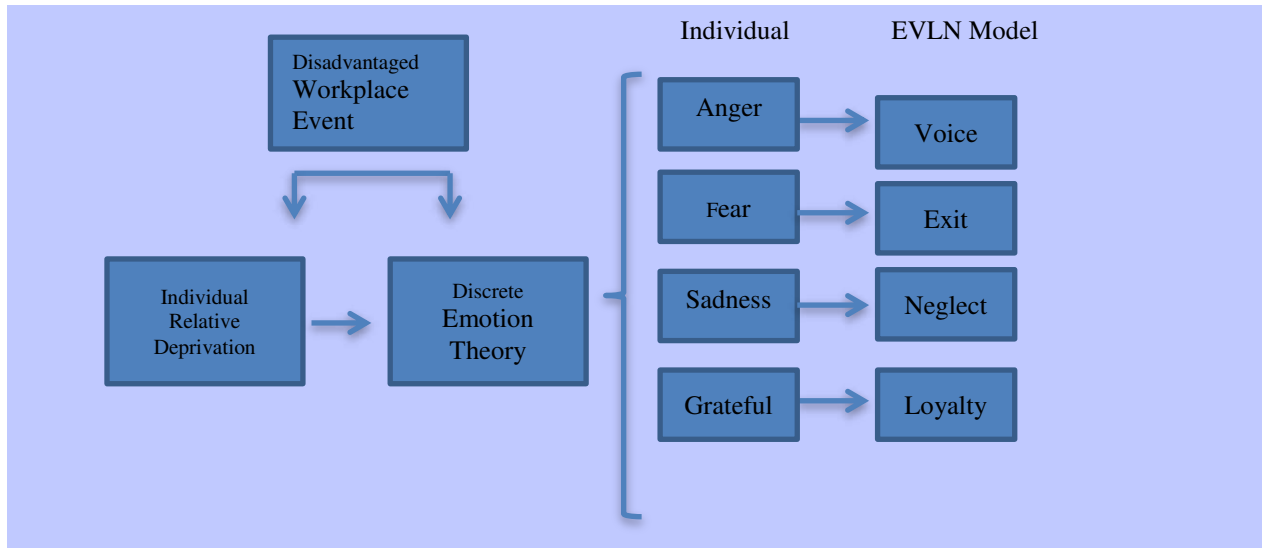 Individual
EVLN Model
Disadvantaged
Workplace
Event
Anger
Voice
Fear
Exit
Individual
Relative
Deprivation
Discrete
Emotion
Theory
Sadness
Neglect
Grateful
Loyalty